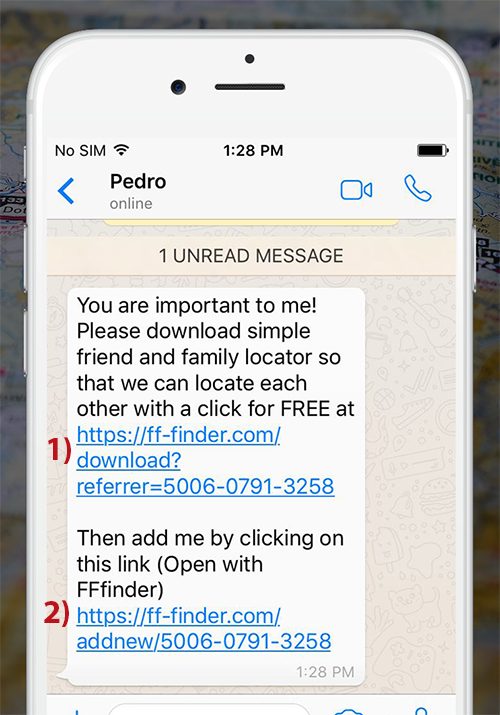 No SIM 1:28 PM
Pedro
online
1 UNREAD MESSAGE
You are important to me!
Please download simple
friend and family locator so
that we can locate each
other with a click for FREE at
1) https://ff-finder.com/
download?
referrer=5006-0791-3258
Then add me by clicking on
this link (Open with
FFfinder)
2) https://ff-finder.com/
addnew/5006-0791-3258
1:28 PM